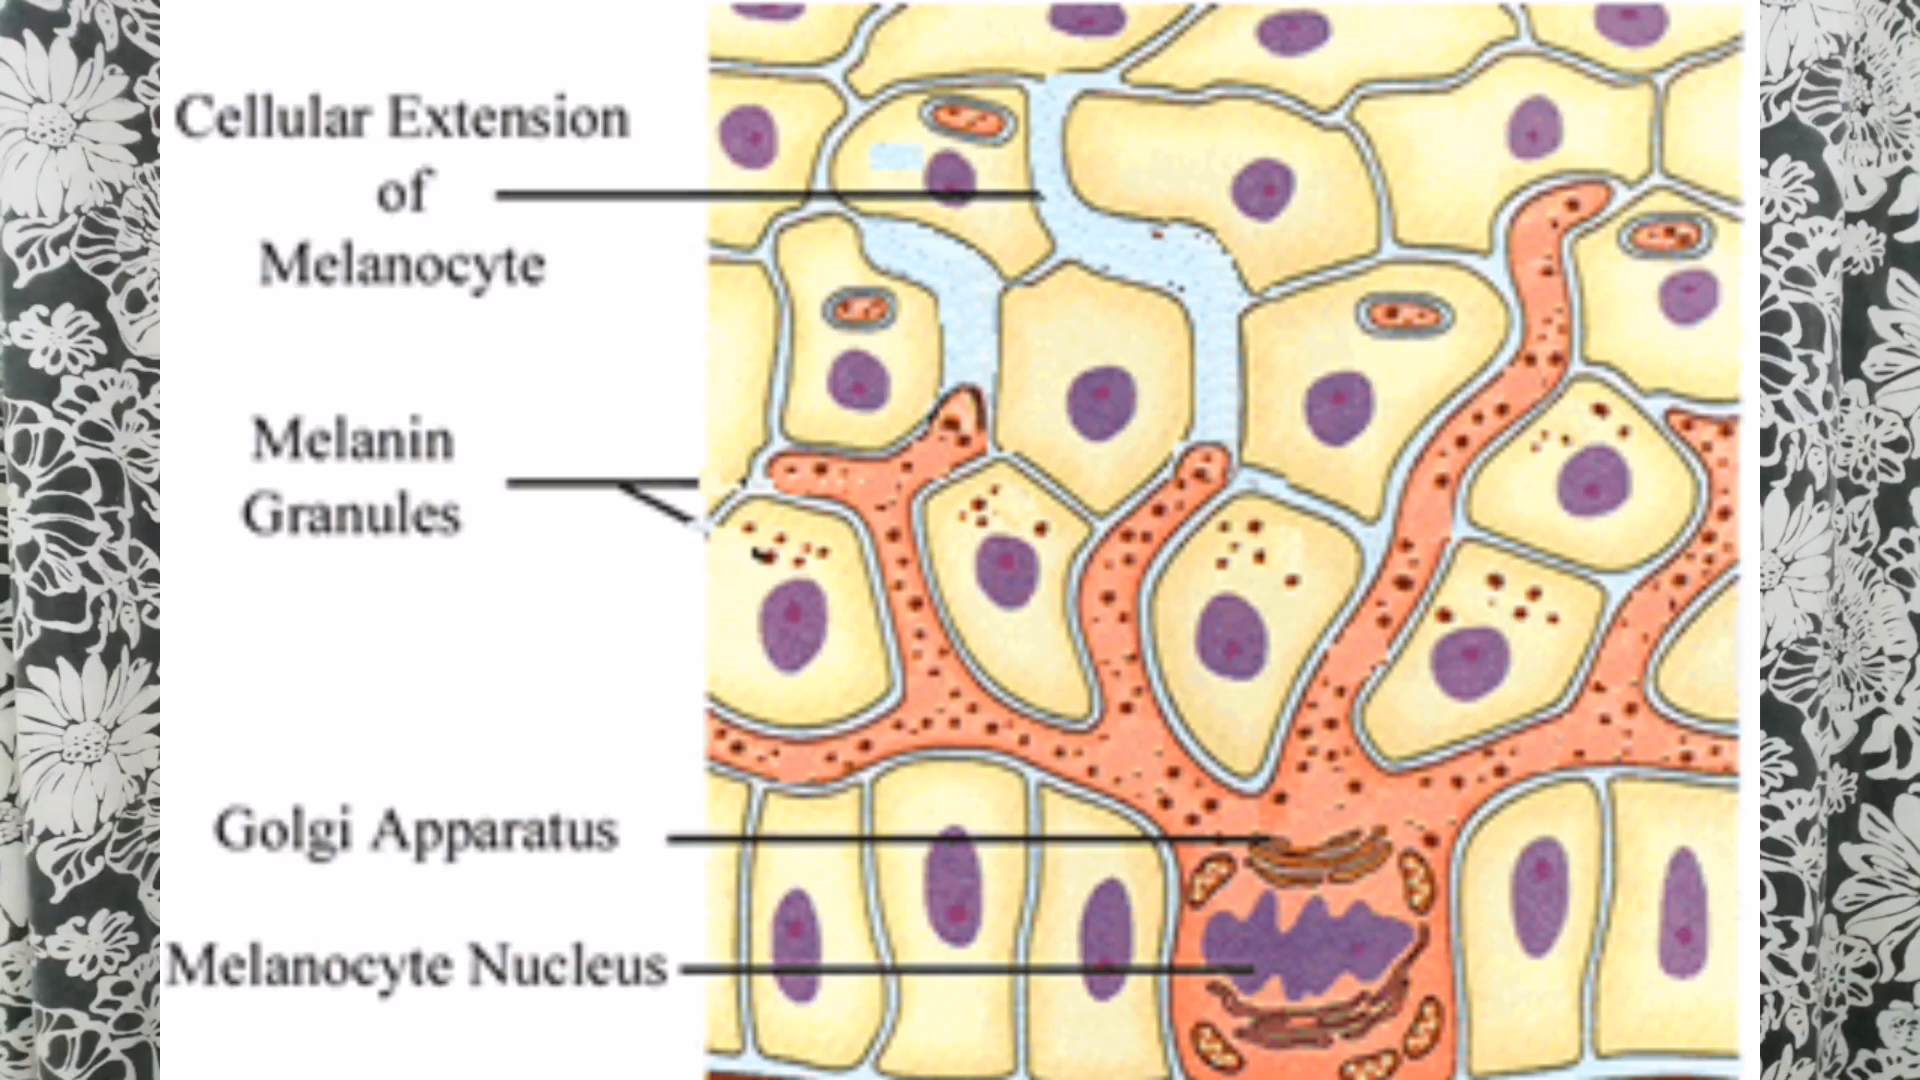 Cellular Extension
of
Melanocyte
Melanin
Granules
Golgi Apparatus
Melanocyte Nucleus